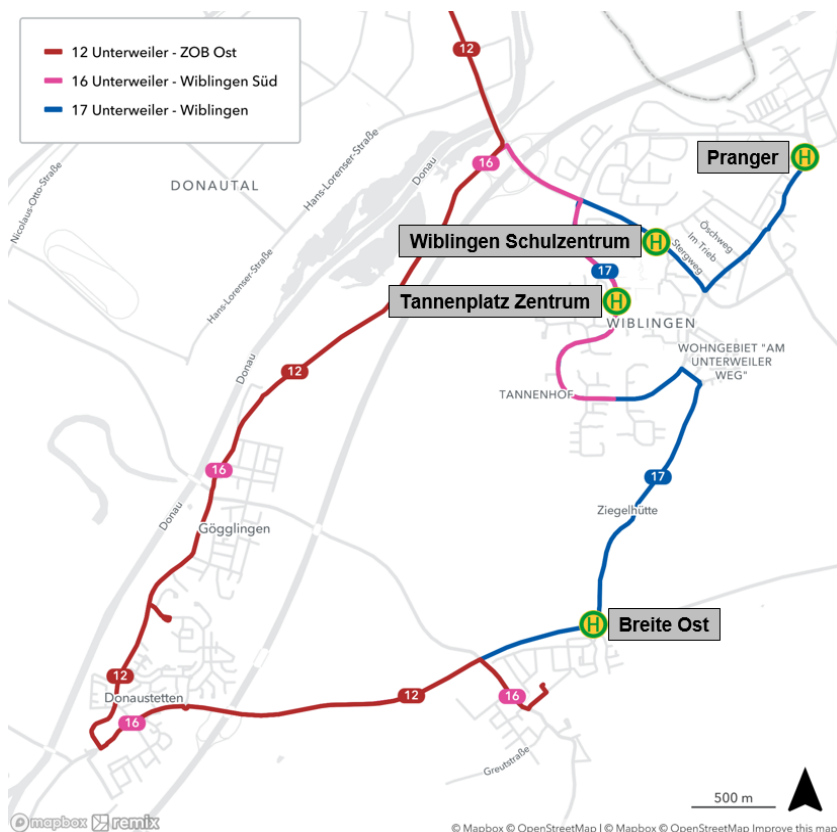 12 Unterweiler - ZOB Ost
16 Unterweiler - Wiblingen Süd
17 Unterweiler - Wiblingen
12
16
Hans-Lorenser-Straße
Donau
DONAUTAL
Nicolaus-Otto-Straße
Pranger
H
Wiblingen Schulzentrum
H
Öschweg
Im Trieb
Stergweg
Hans-Lorenser-Straße
17
Tannenplatz Zentrum
H
WIBLINGEN
WOHNGEBIET "AM
UNTERWEILER
WEG"
Donau
12
TANNENHOF
16
17
Donau
Ziegelhütte
Gögglingen
H
Breite Ost
12
Donaustetten
12
16
16
Greutstraße
500 m
mapbox remix
© Mapbox © OpenStreetMap | © Mapbox © OpenStreetMap Improve this map